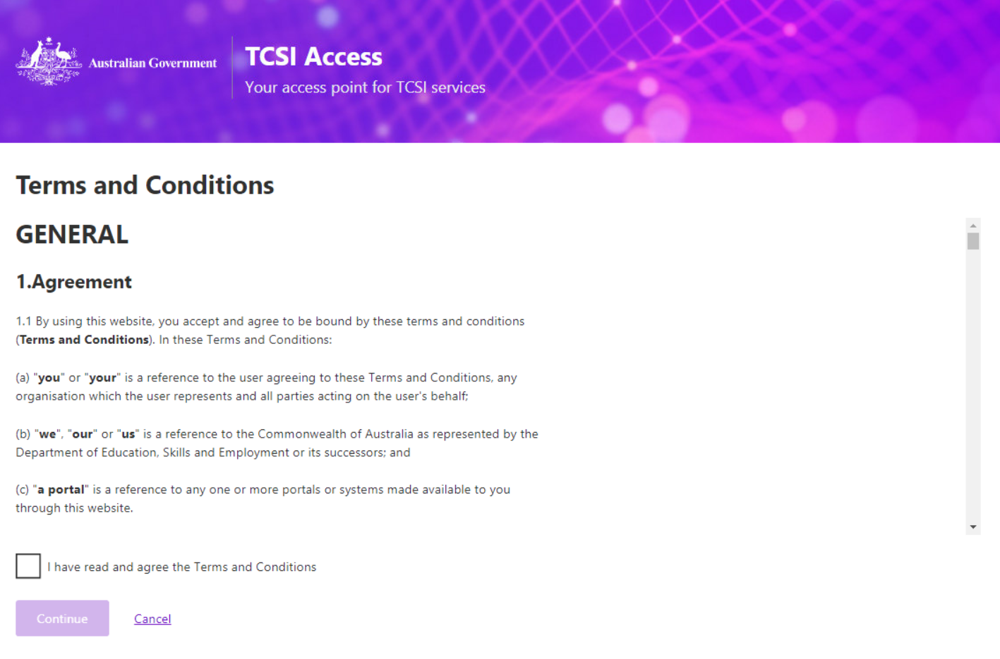 Australian Government
TCSI Access
Your access point for TCSI services
Terms and Conditions
GENERAL
1.Agreement
1.1 By using this website, you accept and agree to be bound by these terms and conditions
(Terms and Conditions). In these Terms and Conditions:
(a) "you" or "your" is a reference to the user agreeing to these Terms and Conditions, any
organisation which the user represents and all parties acting on the user's behalf;
(b) "we", "our" or "us" is a reference to the Commonwealth of Australia as represented by the
Department of Education, Skills and Employment or its successors; and
(c) "a portal" is a reference to any one or more portals or systems made available to you
through this website.
I have read and agree the Terms and Conditions
Continue
Cancel